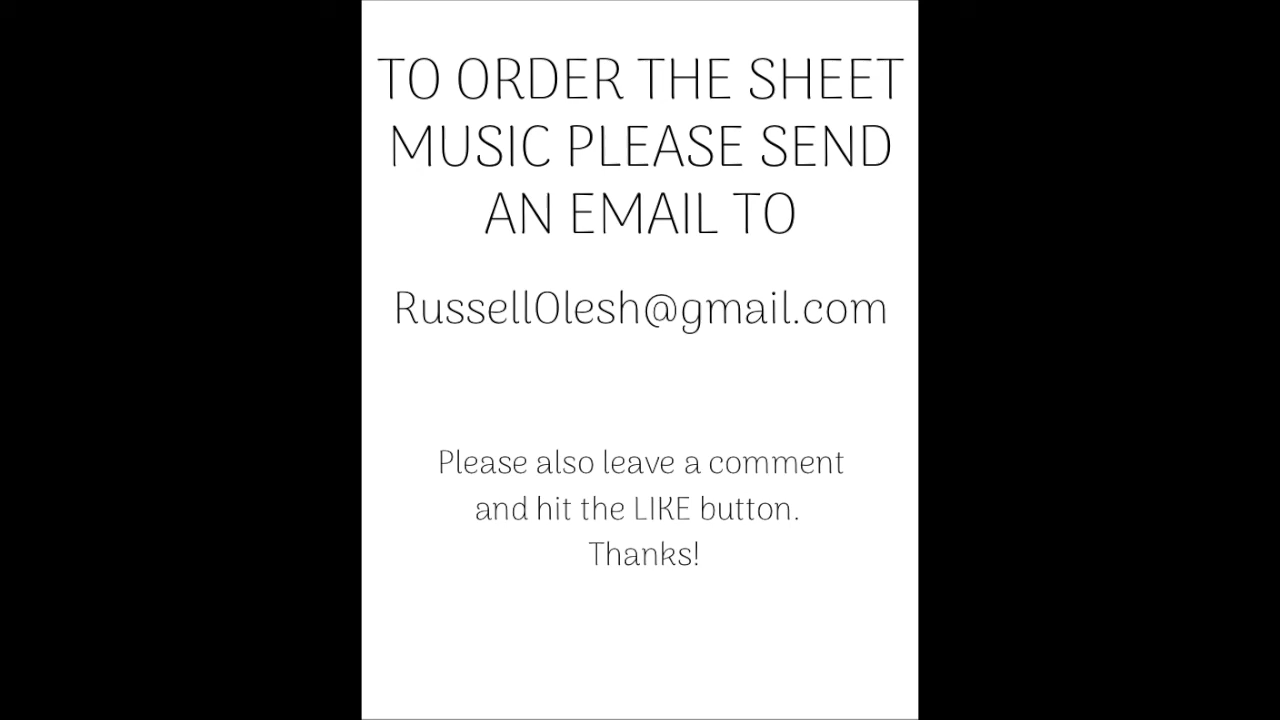 TO ORDER THE SHEET
MUSIC PLEASE SEND
AN EMAIL TO
RussellOlesh@gmail.com
Please also leave a comment
and hit the LIKE button.
Thanks!